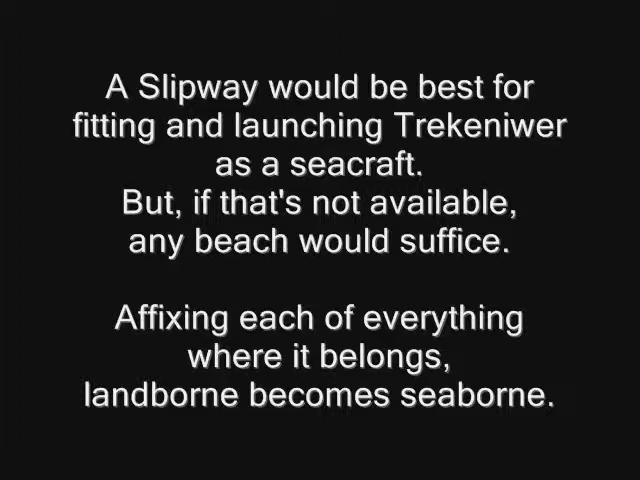 A Slipway would be best for
fitting and launching Trekeniwer
as a seacraft.
But, if that's not available,
any beach would suffice.
Affixing each of everything
where it belongs,
landborne becomes seaborne.